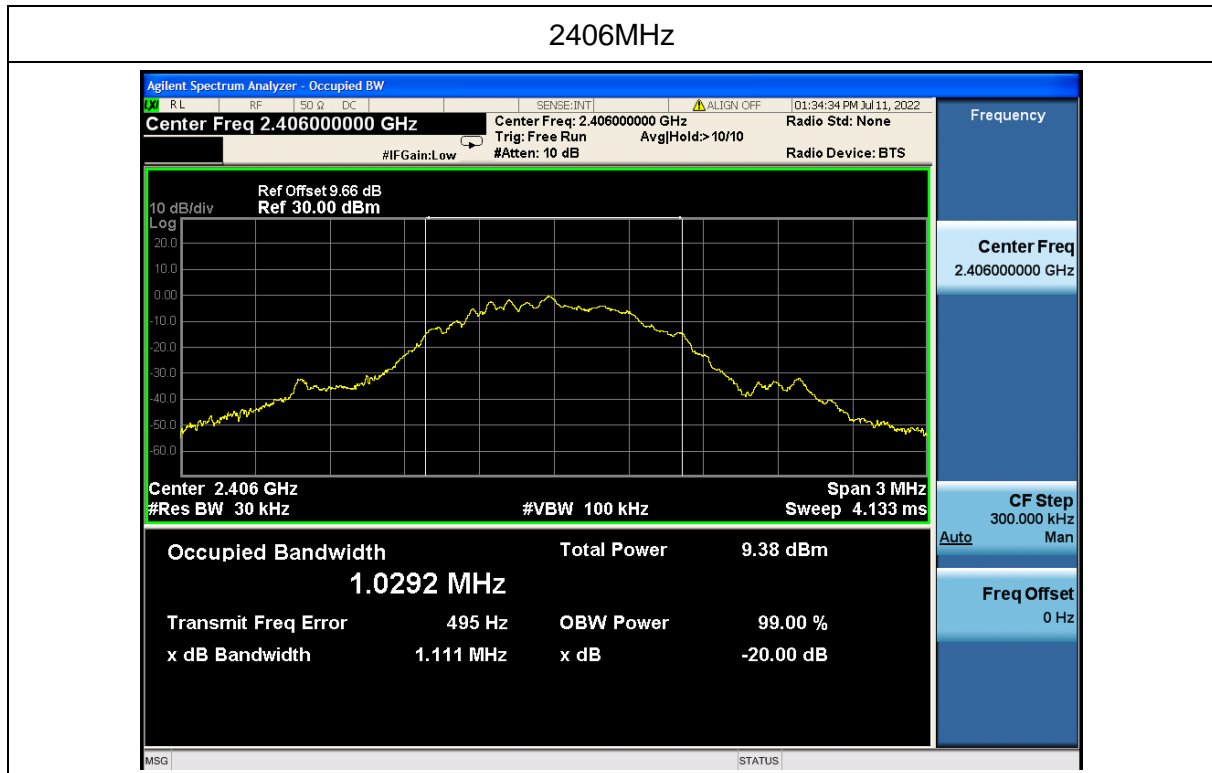 2406MHz
Agilent Spectrum Analyzer - Occupied BW
LXI RL RF 50 Ω DC SENSE:INT ALIGN OFF 01:34:34 PM Jul 11, 2022
Center Freq 2.406000000 GHz
Center Freq: 2.406000000 GHz Radio Std: None
Trig: Free Run Avg|Hold:>10/10
#IFGain:Low #Atten: 10 dB Radio Device: BTS
Ref Offset 9.66 dB
10 dB/div Ref 30.00 dBm
Log
20.0
10.0
0.00
-10.0
-20.0
-30.0
-40.0
-50.0
-60.0
Center 2.406 GHz Span 3 MHz
#Res BW 30 kHz #VBW 100 kHz Sweep 4.133 ms
Occupied Bandwidth Total Power 9.38 dBm
1.0292 MHz
Transmit Freq Error 495 Hz OBW Power 99.00 %
x dB Bandwidth 1.111 MHz x dB -20.00 dB
MSG STATUS
Frequency
Center Freq
2.406000000 GHz
CF Step
300.000 kHz
Auto Man
Freq Offset
0 Hz